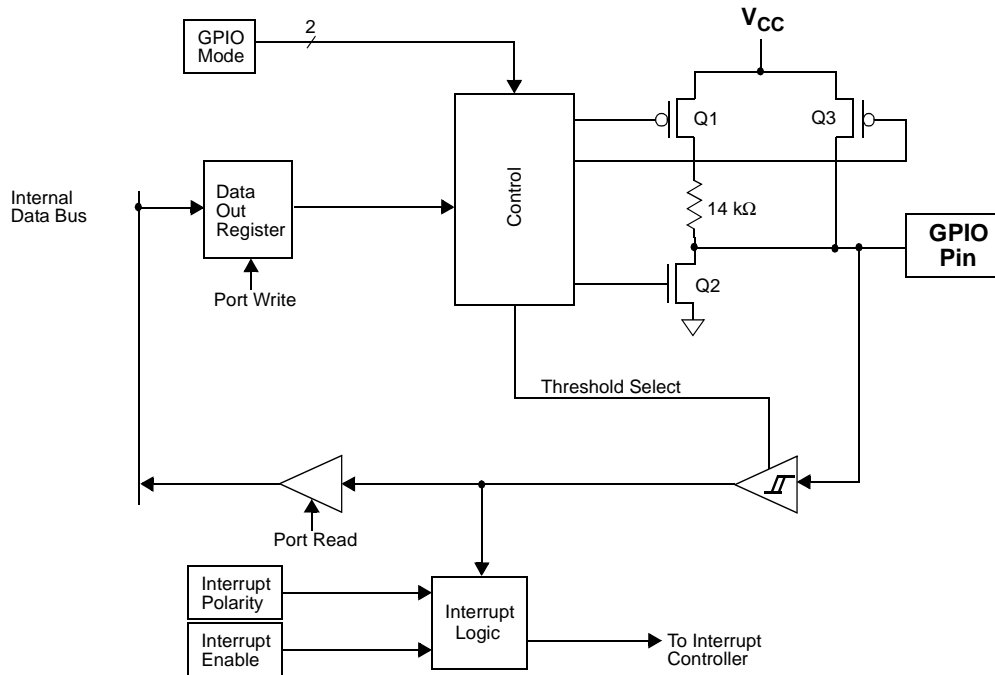 2
V_CC
GPIO
Mode
Q1
Q3
Control
Internal
Data Bus
Data
Out
Register
14 kΩ
GPIO
Pin
Port Write
Q2
Threshold Select
Port Read
Interrupt
Polarity
Interrupt
Logic
Interrupt
Enable
To Interrupt
Controller